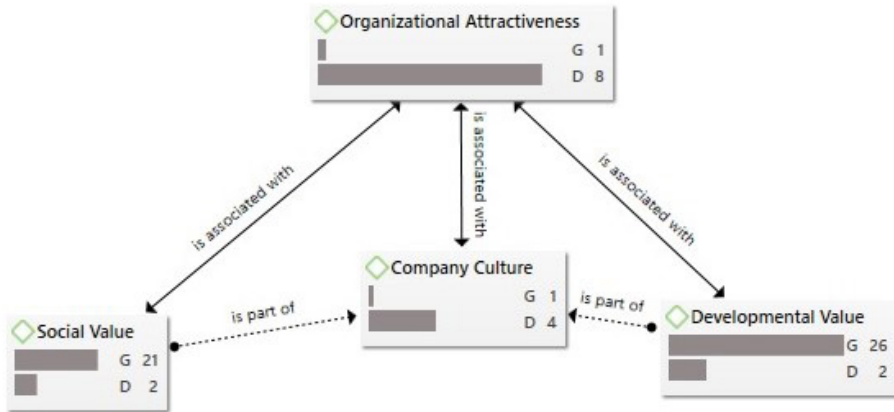 Organizational Attractiveness
G 1
D 8
is associated with
is associated with
is associated with
Company Culture
G 1
D 4
is part of
is part of
Social Value
G 21
D 2
Developmental Value
G 26
D 2